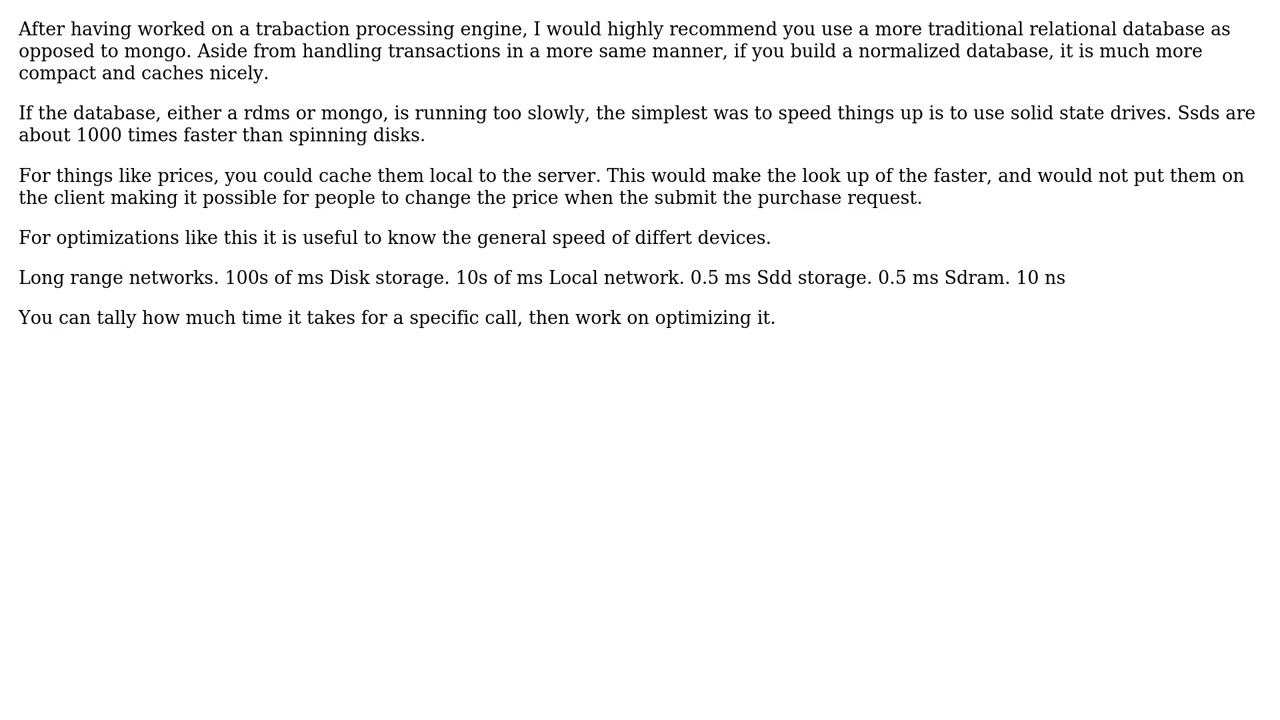 After having worked on a trabaction processing engine, I would highly recommend you use a more traditional relational database as
opposed to mongo. Aside from handling transactions in a more same manner, if you build a normalized database, it is much more
compact and caches nicely.
If the database, either a rdms or mongo, is running too slowly, the simplest was to speed things up is to use solid state drives. Ssds are
about 1000 times faster than spinning disks.
For things like prices, you could cache them local to the server. This would make the look up of the faster, and would not put them on
the client making it possible for people to change the price when the submit the purchase request.
For optimizations like this it is useful to know the general speed of differt devices.
Long range networks. 100s of ms Disk storage. 10s of ms Local network. 0.5 ms Sdd storage. 0.5 ms Sdram. 10 ns
You can tally how much time it takes for a specific call, then work on optimizing it.